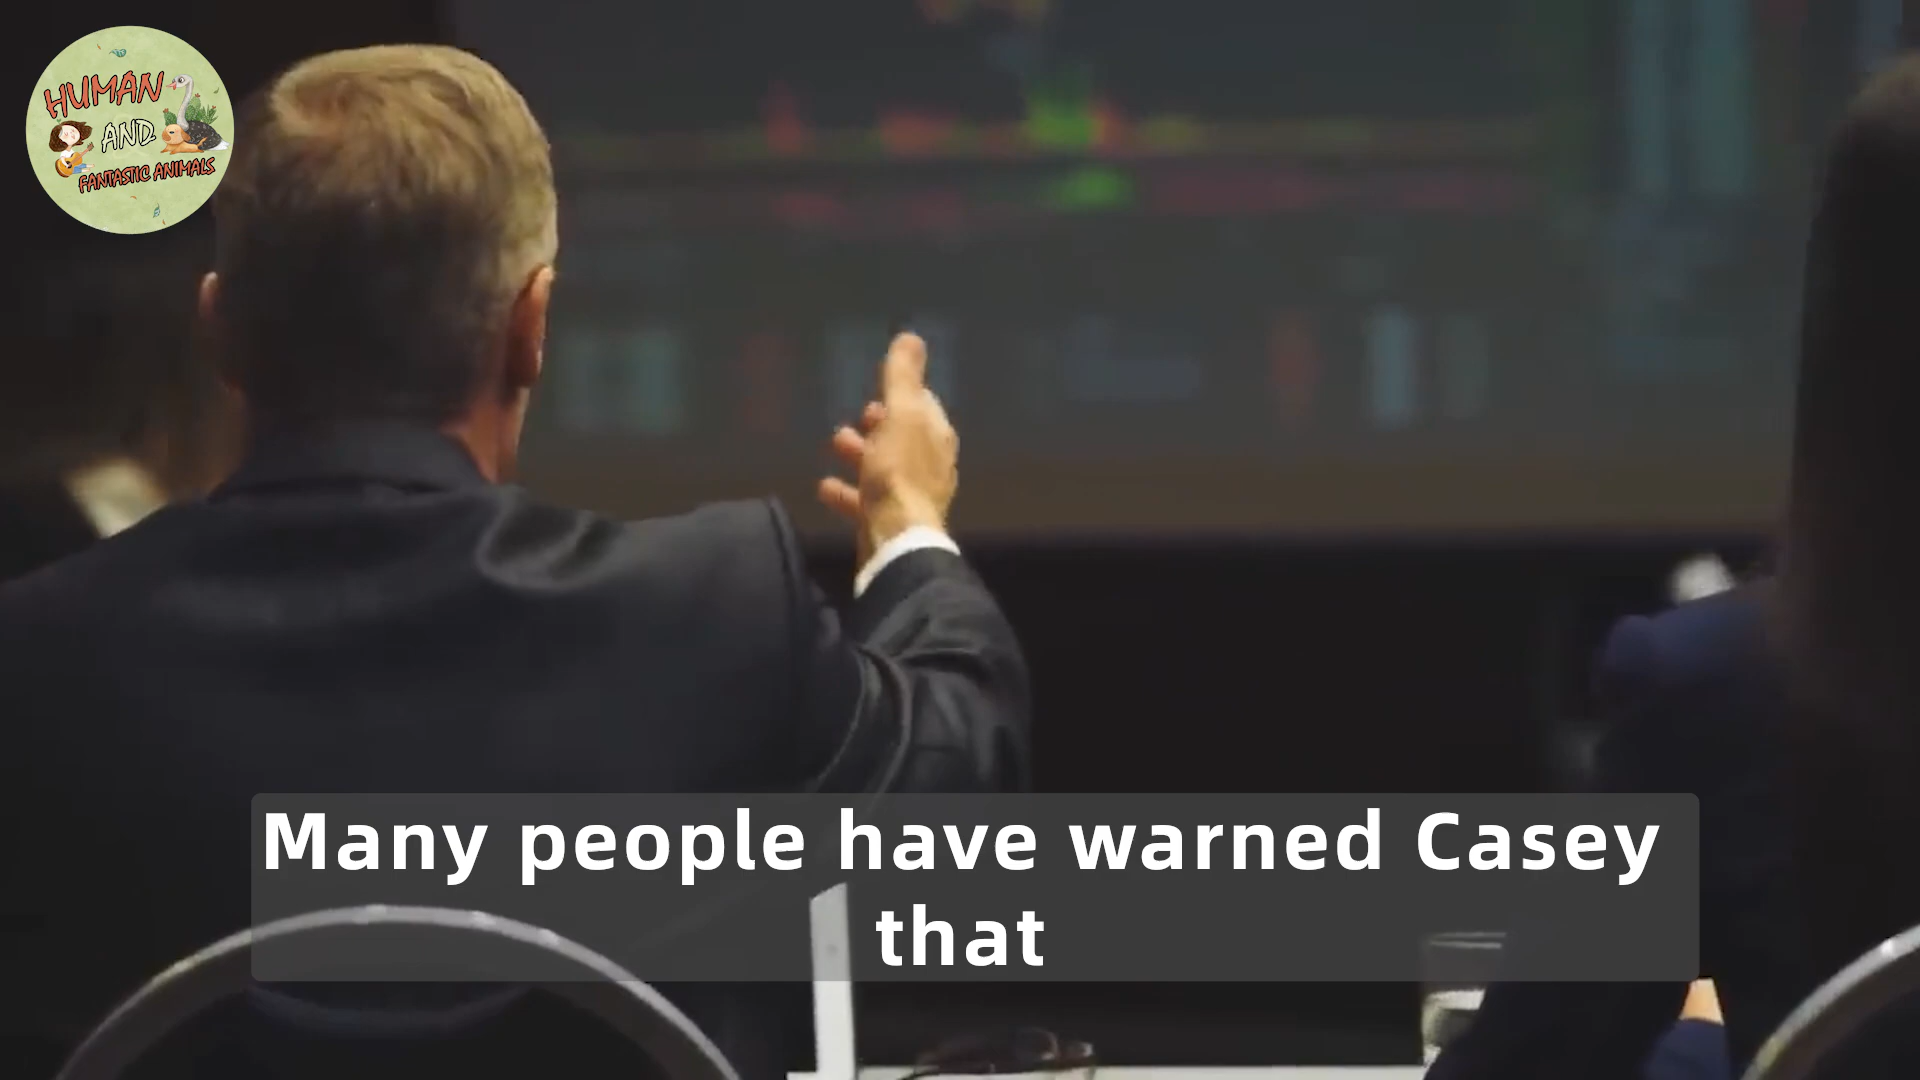 HUMAN
AND
FANTASTIC ANIMALS
Many people have warned Casey
that